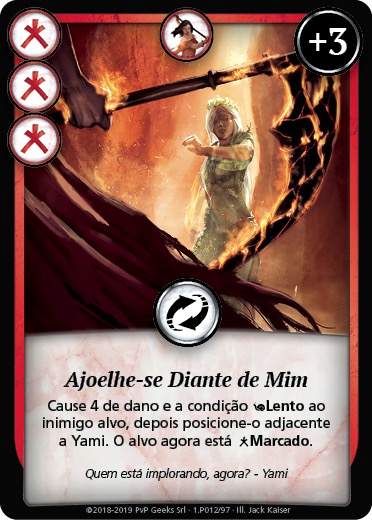 +3
Ajoelhe-se Diante de Mim
Cause 4 de dano e a condição Lento ao
inimigo alvo, depois posicione-o adjacente
a Yami. O alvo agora está Marcado.
Quem está implorando, agora? - Yami
©2018-2019 PvP Geeks Srl · 1.P012/97 · Ill. Jack Kaiser